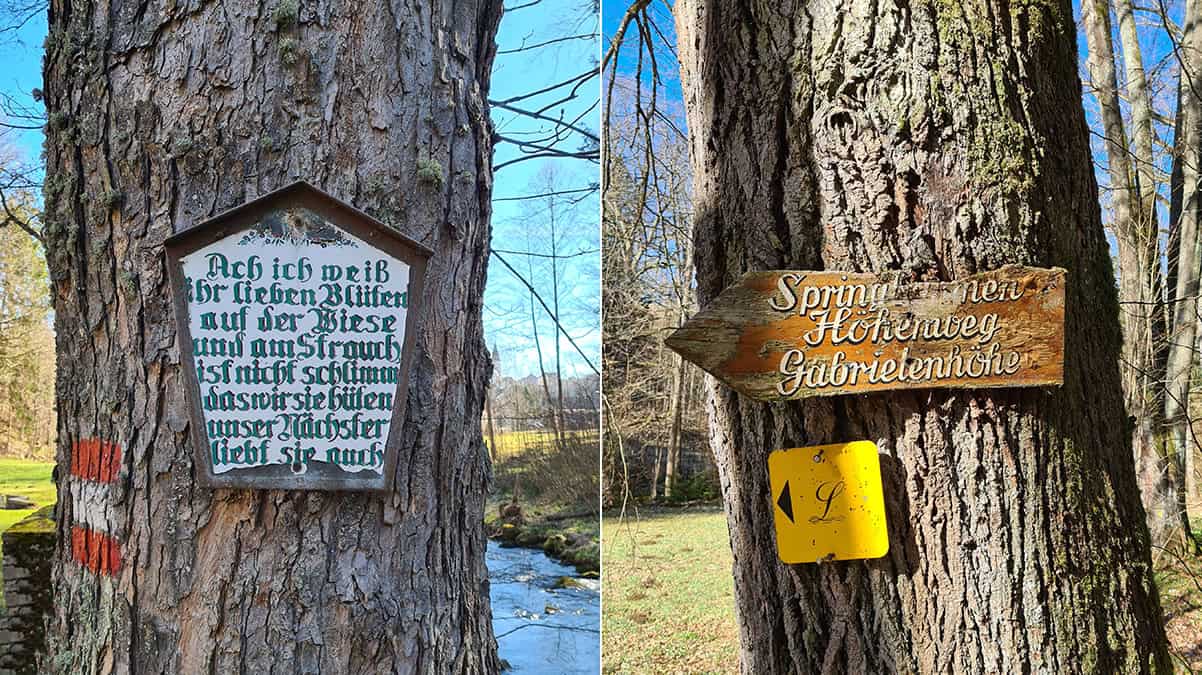 Ach ich weiß
ihr lieben Blüten
auf der Wiese
und am Strauch
ist nicht schlimm
das wir sie hüten
unser Nächster
liebt sie auch
Höhenweg
Gabrielenhöhe
L